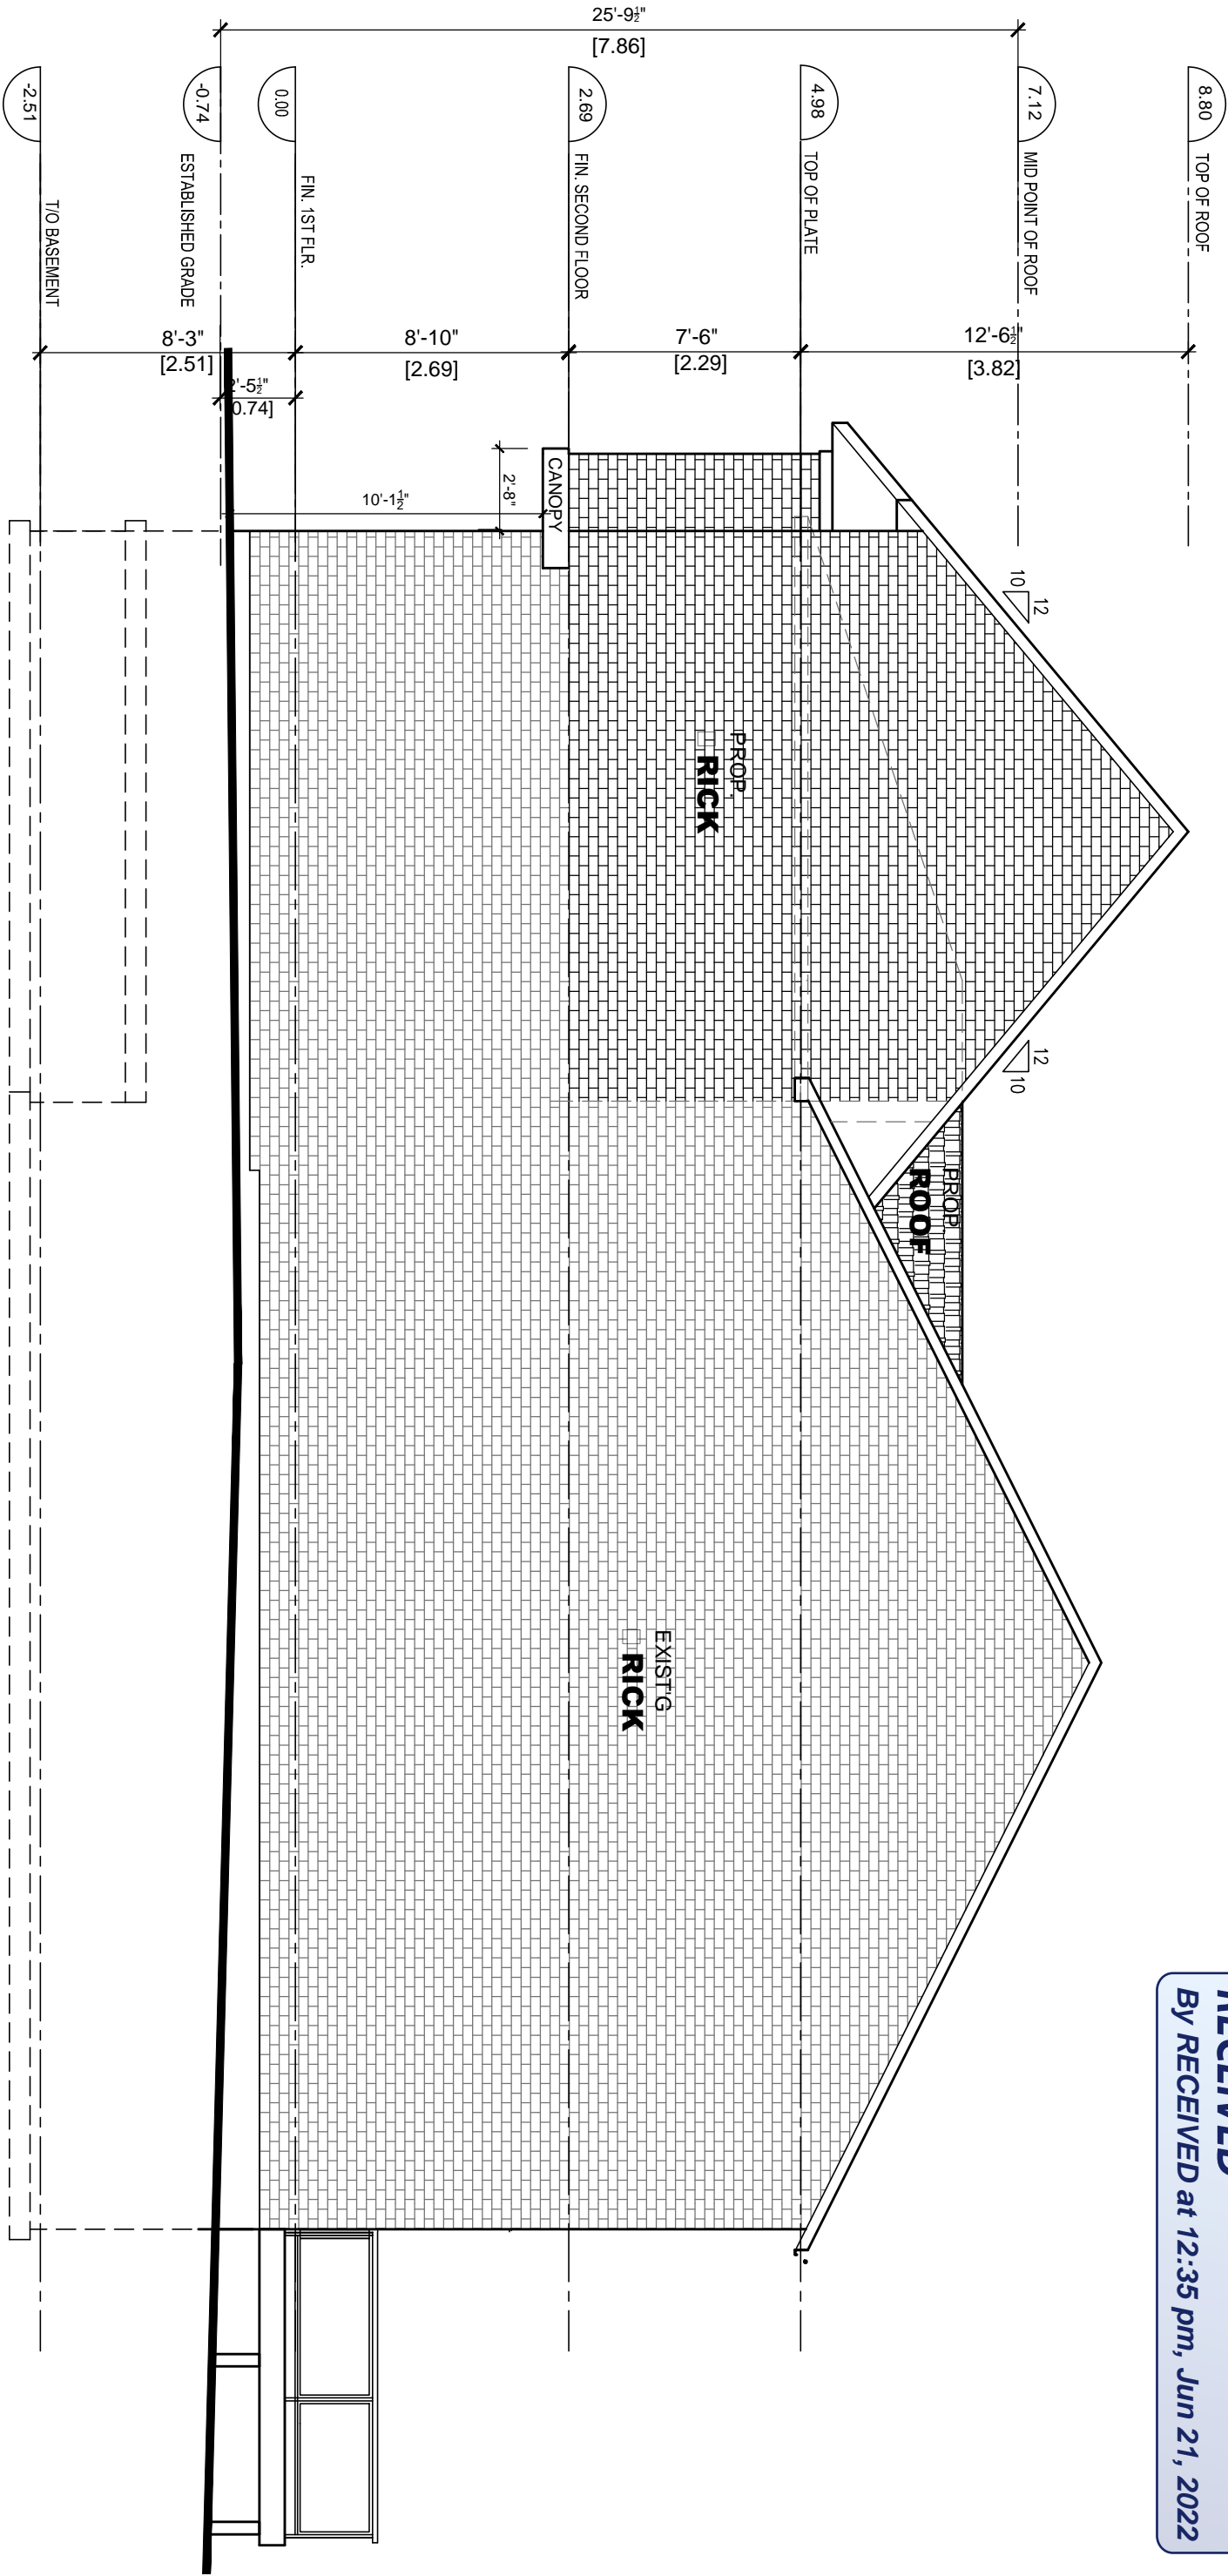 RECEIVED
By RECEIVED at 12:35 pm, Jun 21, 2022
8.80
TOP OF ROOF
7.12
MID POINT OF ROOF
4.98
TOP OF PLATE
2.69
FIN. SECOND FLOOR
0.00
FIN. 1ST FLR.
-0.74
ESTABLISHED GRADE
-2.51
T/O BASEMENT
25'-9½"
[7.86]
12'-6½"
[3.82]
7'-6"
[2.29]
8'-10"
[2.69]
8'-3"
[2.51]
2'-5½"
0.74]
10'-1½"
2'-8"
CANOPY
12
10
12
10
PROP.
RICK
PROP
ROOF
EXIST'G
RICK